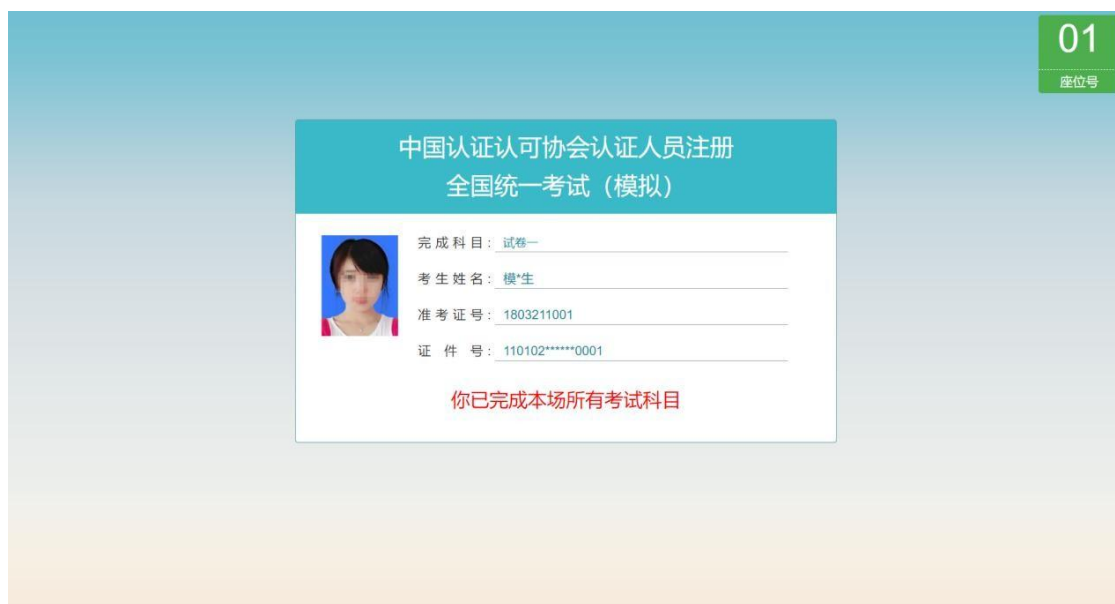 01
座位号
中国认证认可协会认证人员注册
全国统一考试（模拟）
完成科目：试卷一
考生姓名：模*生
准考证号：1803211001
证件号：110102******0001
你已完成本场所有考试科目